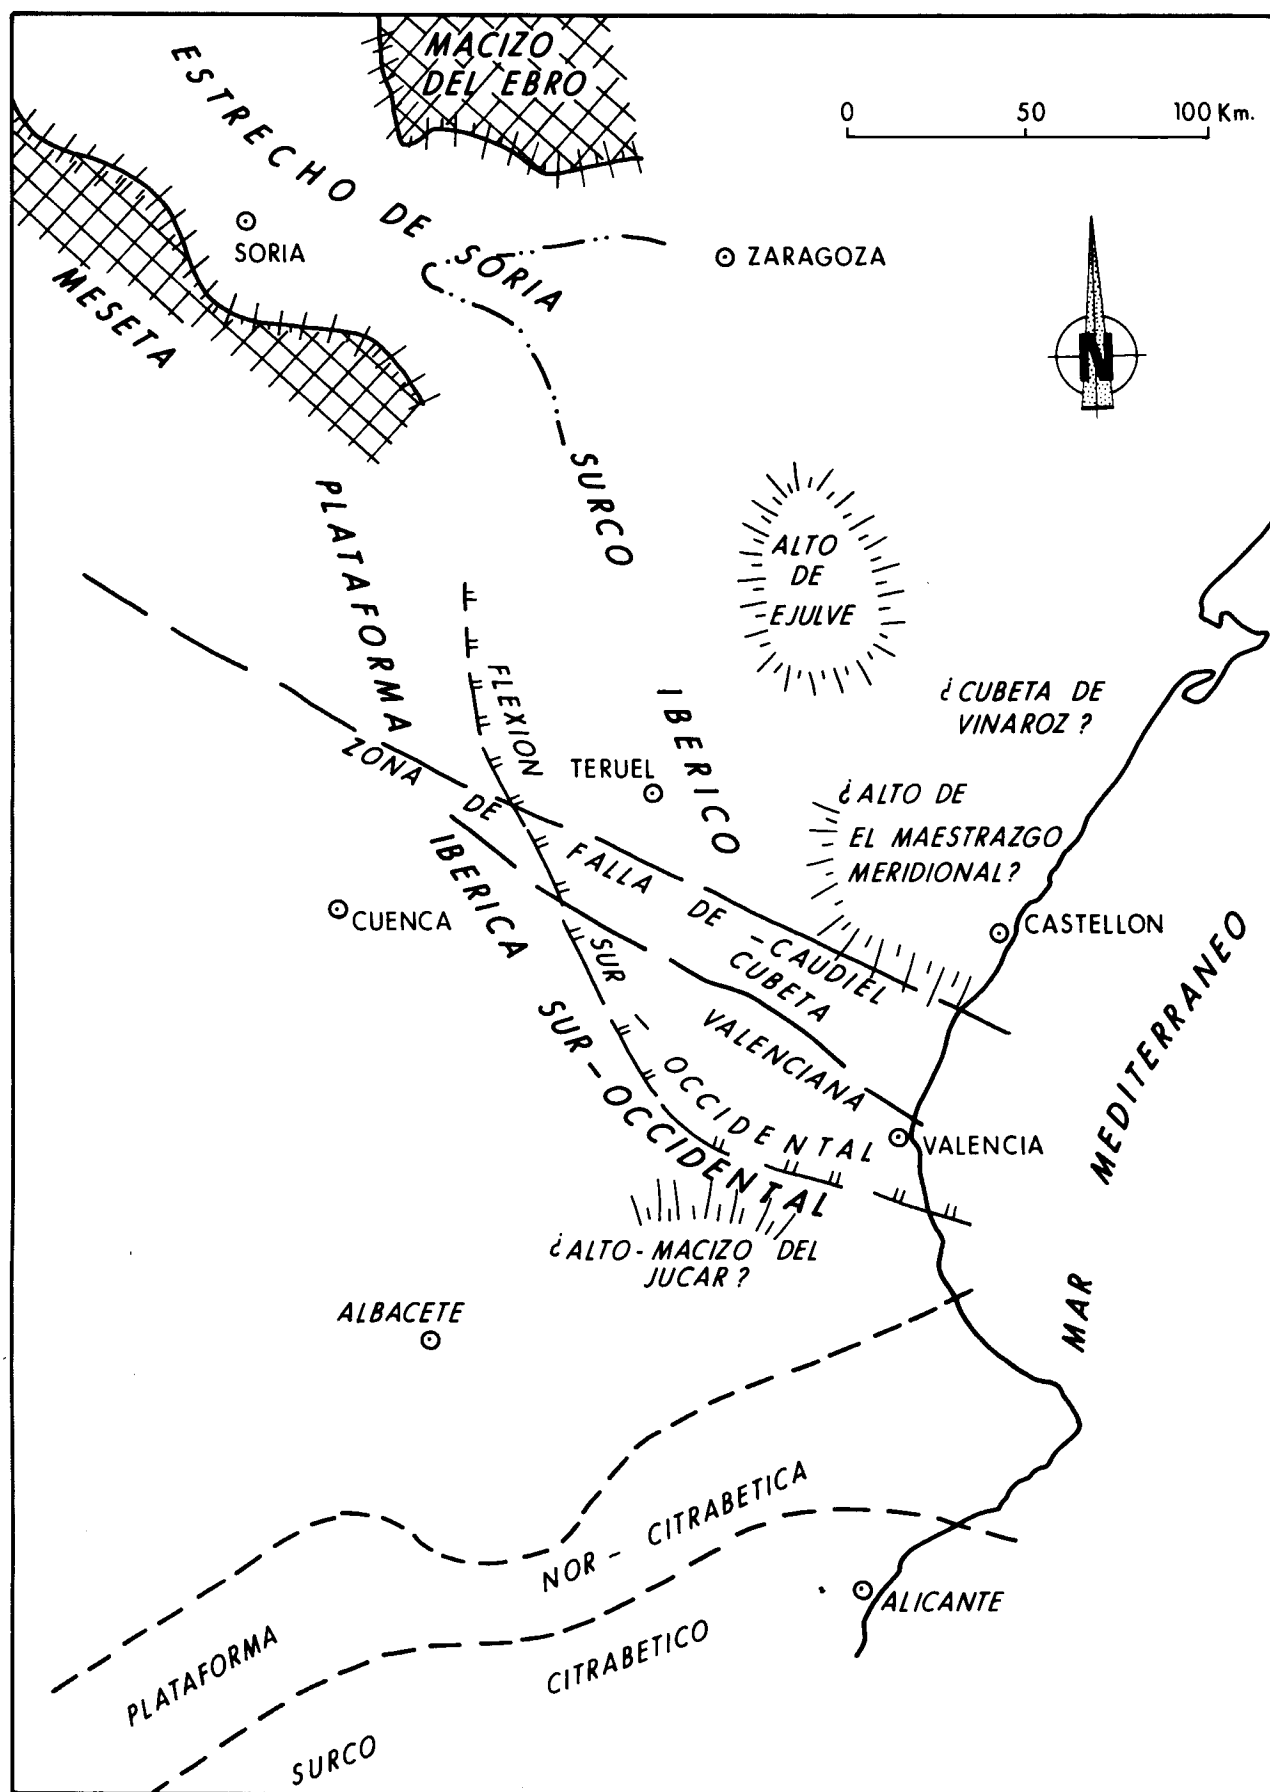 MACIZO
DEL EBRO
ESTRECHO DE SORIA
0 50 100 Km.
SORIA
ZARAGOZA
MESETA
N
SURCO IBERICO
PLATAFORMA IBERICA SUR-OCCIDENTAL
ALTO
DE
EJULVE
FLEXION SUR-OCCIDENTAL
¿CUBETA DE
VINAROZ?
ZONA DE FALLA DE-CAUDIEL
TERUEL
¿ALTO DE
EL MAESTRAZGO
MERIDIONAL?
CUENCA
CASTELLON
CUBETA
VALENCIANA
MAR MEDITERRANEO
VALENCIA
¿ALTO-MACIZO DEL
JUCAR?
ALBACETE
PLATAFORMA NOR-CITRABETICA
ALICANTE
SURCO CITRABETICO